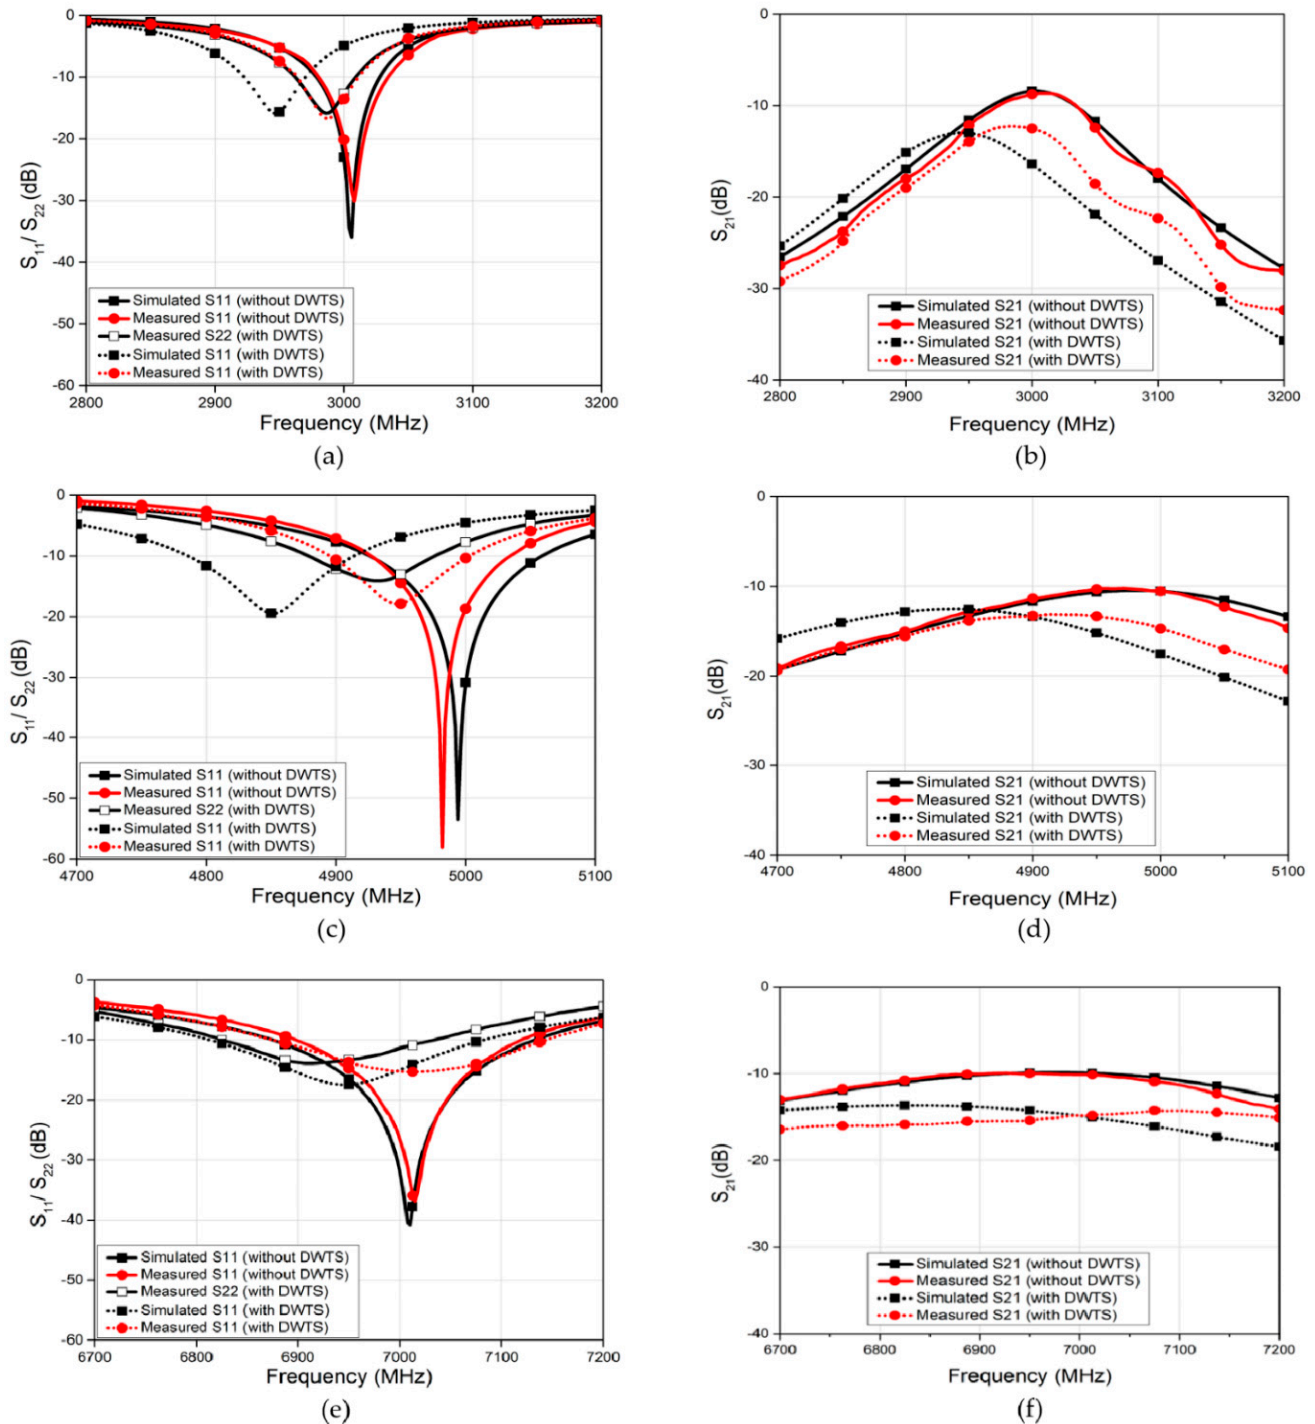 0
-10
-20
-30
-40
-50
-60
S11/ S22 (dB)
Simulated S11 (without DWTS)
Measured S11 (without DWTS)
Measured S22 (with DWTS)
Simulated S11 (with DWTS)
Measured S11 (with DWTS)
2800 2900 3000 3100 3200
Frequency (MHz)
(a)
0
-10
-20
-30
-40
S21(dB)
Simulated S21 (without DWTS)
Measured S21 (without DWTS)
Simulated S21 (with DWTS)
Measured S21 (with DWTS)
2800 2900 3000 3100 3200
Frequency (MHz)
(b)
0
-10
-20
-30
-40
-50
-60
S11/ S22 (dB)
Simulated S11 (without DWTS)
Measured S11 (without DWTS)
Measured S22 (with DWTS)
Simulated S11 (with DWTS)
Measured S11 (with DWTS)
4700 4800 4900 5000 5100
Frequency (MHz)
(c)
0
-10
-20
-30
-40
S21(dB)
Simulated S21 (without DWTS)
Measured S21 (without DWTS)
Simulated S21 (with DWTS)
Measured S21 (with DWTS)
4700 4800 4900 5000 5100
Frequency (MHz)
(d)
0
-10
-20
-30
-40
-50
-60
S11/ S22 (dB)
Simulated S11 (without DWTS)
Measured S11 (without DWTS)
Measured S22 (with DWTS)
Simulated S11 (with DWTS)
Measured S11 (with DWTS)
6700 6800 6900 7000 7100 7200
Frequency (MHz)
(e)
0
-10
-20
-30
-40
S21(dB)
Simulated S21 (without DWTS)
Measured S21 (without DWTS)
Simulated S21 (with DWTS)
Measured S21 (with DWTS)
6700 6800 6900 7000 7100 7200
Frequency (MHz)
(f)